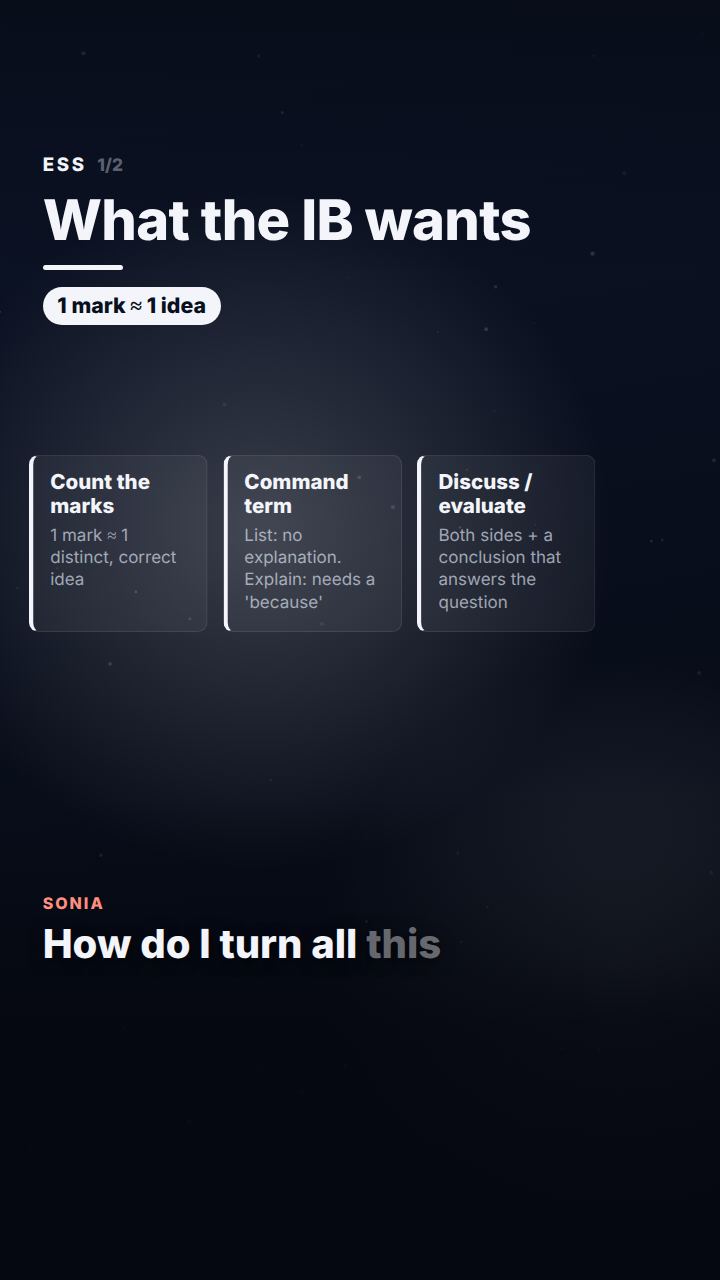 ESS 1/2
What the IB wants
1 mark ≈ 1 idea
Count the
marks
1 mark ≈ 1
distinct, correct
idea
Command
term
List: no
explanation.
Explain: needs a
'because'
Discuss /
evaluate
Both sides + a
conclusion that
answers the
question
SONIA
How do I turn all this